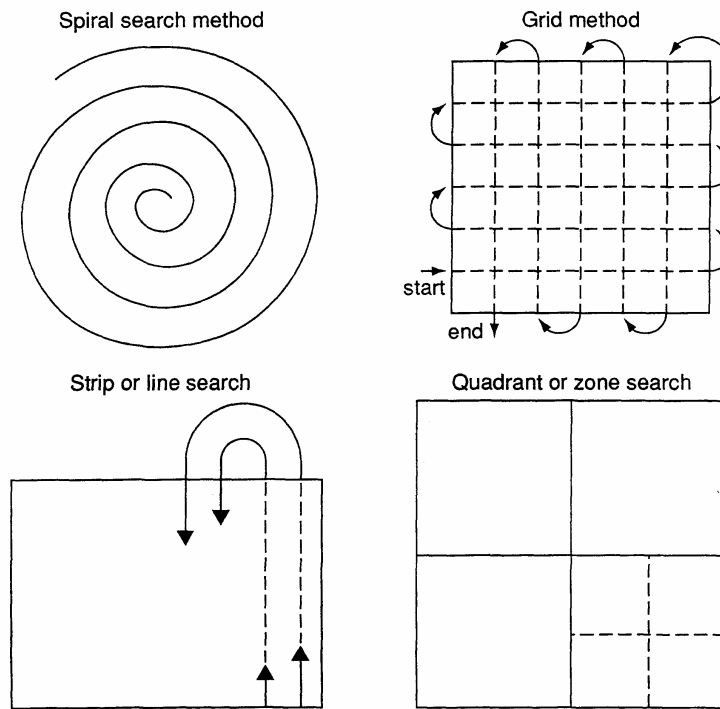 Spiral search method
Grid method
start
end
Strip or line search
Quadrant or zone search